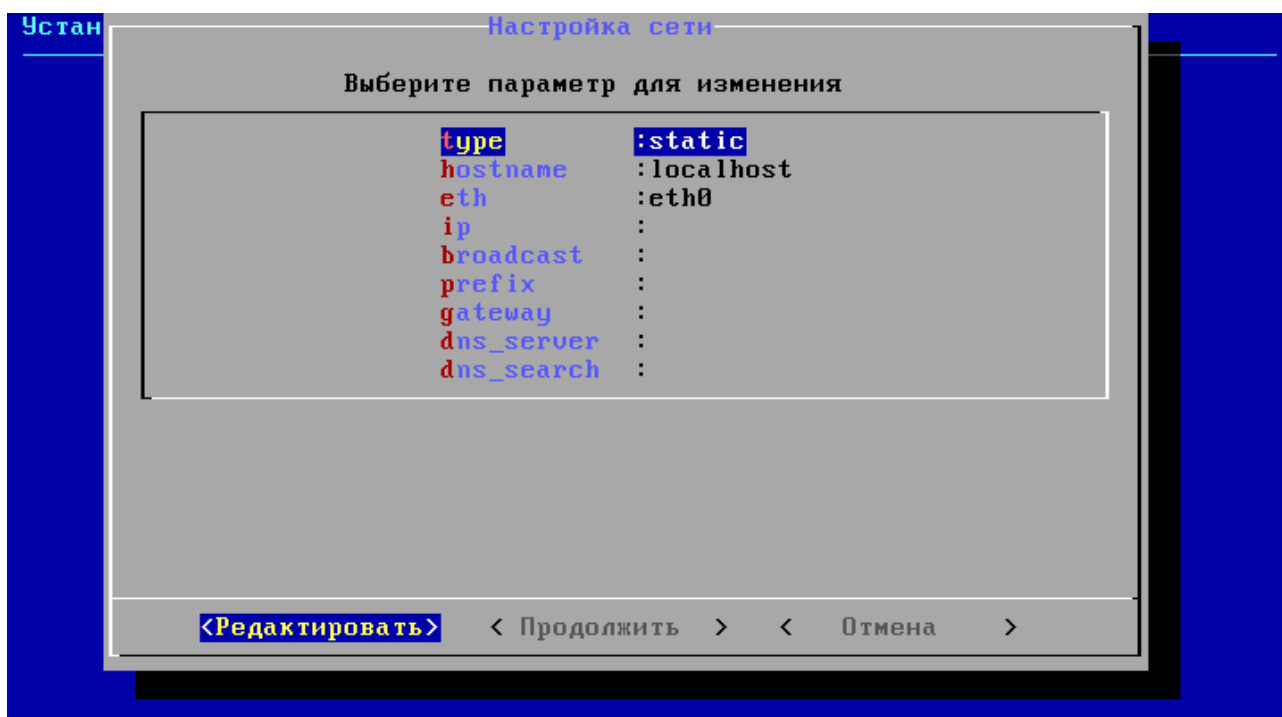 Устан
Настройка сети
Выберите параметр для изменения
type :static
hostname :localhost
eth :eth0
ip :
broadcast :
prefix :
gateway :
dns_server :
dns_search :
<Редактировать> < Продолжить > < Отмена >